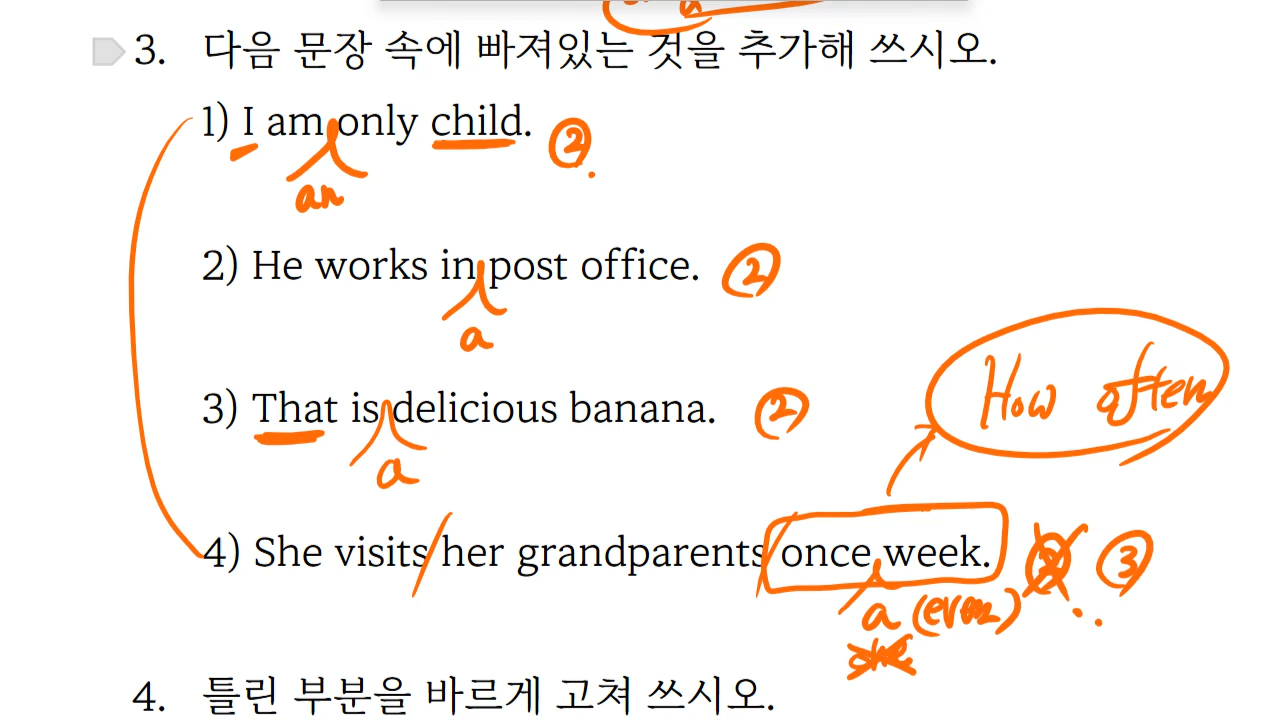 3. 다음 문장 속에 빠져있는 것을 추가해 쓰시오.
1) I am only child. ②
an
2) He works in post office. ②
a
How often
3) That is delicious banana. ②
a
4) She visits her grandparents once week. ③
a
4. 틀린 부분을 바르게 고쳐 쓰시오.